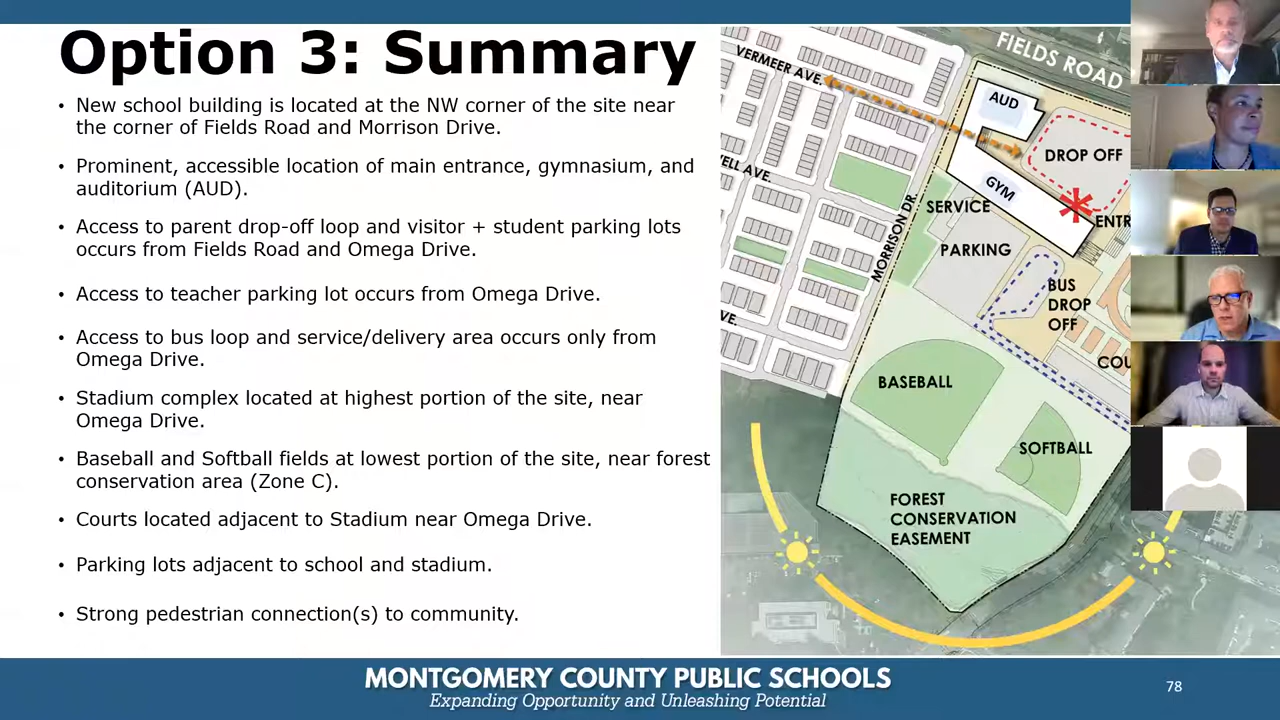 Option 3: Summary
• New school building is located at the NW corner of the site near
the corner of Fields Road and Morrison Drive.
• Prominent, accessible location of main entrance, gymnasium, and
auditorium (AUD).
• Access to parent drop-off loop and visitor + student parking lots
occurs from Fields Road and Omega Drive.
• Access to teacher parking lot occurs from Omega Drive.
• Access to bus loop and service/delivery area occurs only from
Omega Drive.
• Stadium complex located at highest portion of the site, near
Omega Drive.
• Baseball and Softball fields at lowest portion of the site, near forest
conservation area (Zone C).
• Courts located adjacent to Stadium near Omega Drive.
• Parking lots adjacent to school and stadium.
• Strong pedestrian connection(s) to community.
FIELDS ROAD
VERMEER AVE.
AUD
DROP OFF
AVE.
GYM
SERVICE
ENTR
MORRISON DR.
PARKING
BUS
DROP
OFF
VE.
COU
BASEBALL
SOFTBALL
FOREST
CONSERVATION
EASEMENT
MONTGOMERY COUNTY PUBLIC SCHOOLS
Expanding Opportunity and Unleashing Potential
78